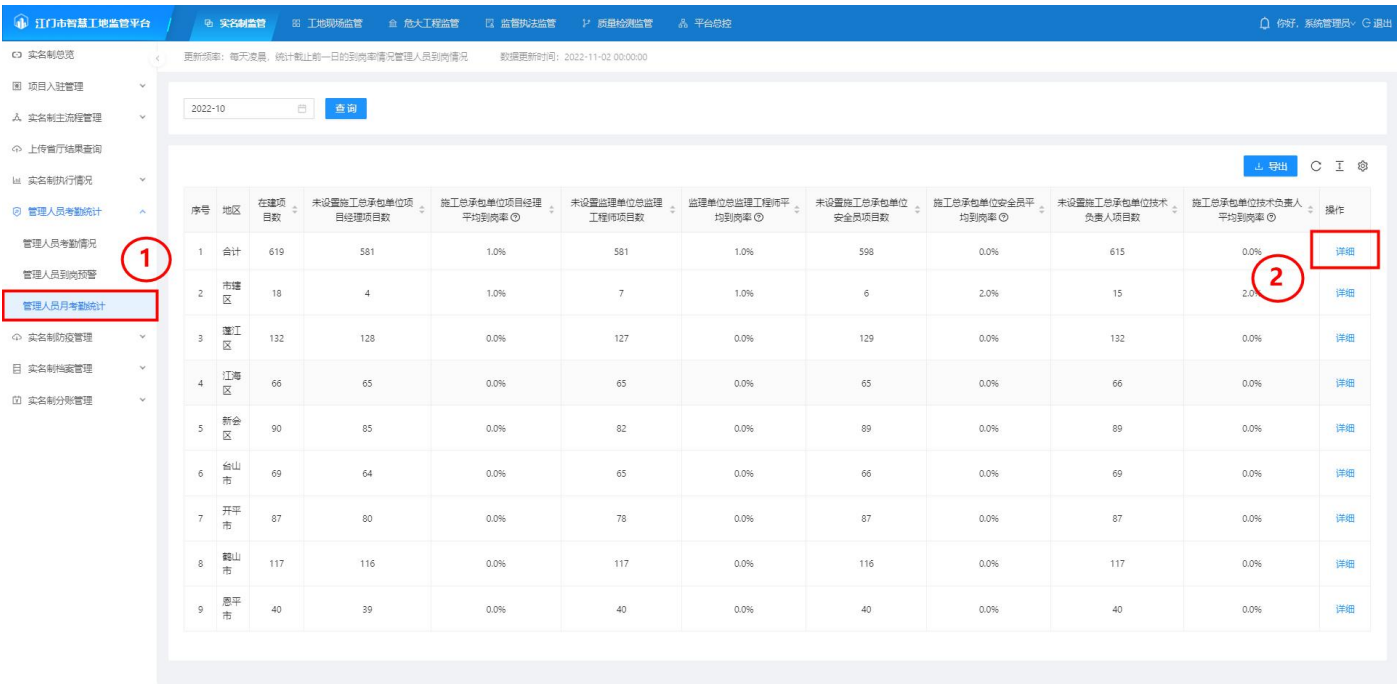 江门市智慧工地监管平台 实名制监管 工地现场监管 危大工程监管 监督执法监管 质量检测监管 平台总控 你好, 系统管理员 退出
实名制总览
项目入驻管理
实名制主流程管理
上传省厅结果查询
实名制执行情况
管理人员考勤统计
管理人员考勤情况
管理人员到岗预警
管理人员月考勤统计
实名制防疫管理
实名制档案管理
实名制分账管理
1
更新频率：每天凌晨，统计截止前一日的到岗率情况管理人员到岗情况 数据更新时间：2022-11-02 00:00:00
2022-10 查询
导出
序号 地区 在建项目数 未设置施工总承包单位项目经理项目数 施工总承包单位项目经理平均到岗率 未设置监理单位总监理工程师项目数 监理单位总监理工程师平均到岗率 未设置施工总承包单位安全员项目数 施工总承包单位安全员平均到岗率 未设置施工总承包单位技术负责人项目数 施工总承包单位技术负责人平均到岗率 操作
1 合计 619 581 1.0% 581 1.0% 598 0.0% 615 0.0% 详细
2
2 市辖区 18 4 1.0% 7 1.0% 6 2.0% 15 2.0% 详细
3 蓬江区 132 128 0.0% 127 0.0% 129 0.0% 132 0.0% 详细
4 江海区 66 65 0.0% 65 0.0% 65 0.0% 66 0.0% 详细
5 新会区 90 85 0.0% 82 0.0% 89 0.0% 89 0.0% 详细
6 台山市 69 64 0.0% 65 0.0% 66 0.0% 69 0.0% 详细
7 开平市 87 80 0.0% 78 0.0% 87 0.0% 87 0.0% 详细
8 鹤山市 117 116 0.0% 117 0.0% 116 0.0% 117 0.0% 详细
9 恩平市 40 39 0.0% 40 0.0% 40 0.0% 40 0.0% 详细